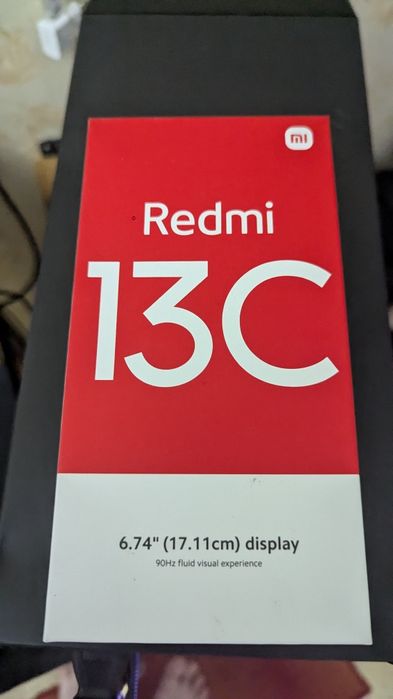 mi
Redmi
13C
6.74" (17.11cm) display
90Hz fluid visual experience